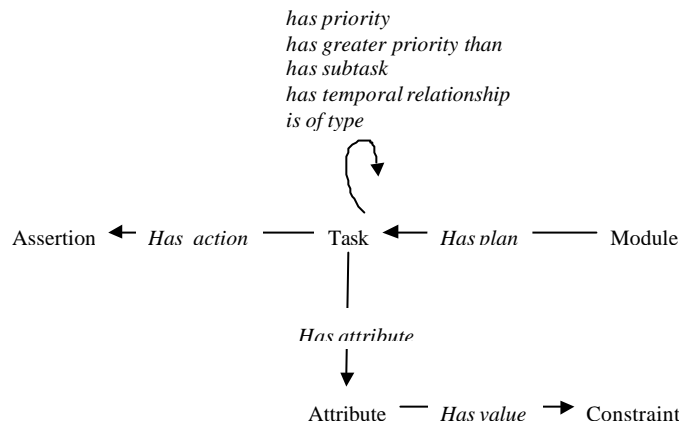 has priority
has greater priority than
has subtask
has temporal relationship
is of type
Assertion Has action Task Has plan Module
Has attribute
Attribute Has value Constraint